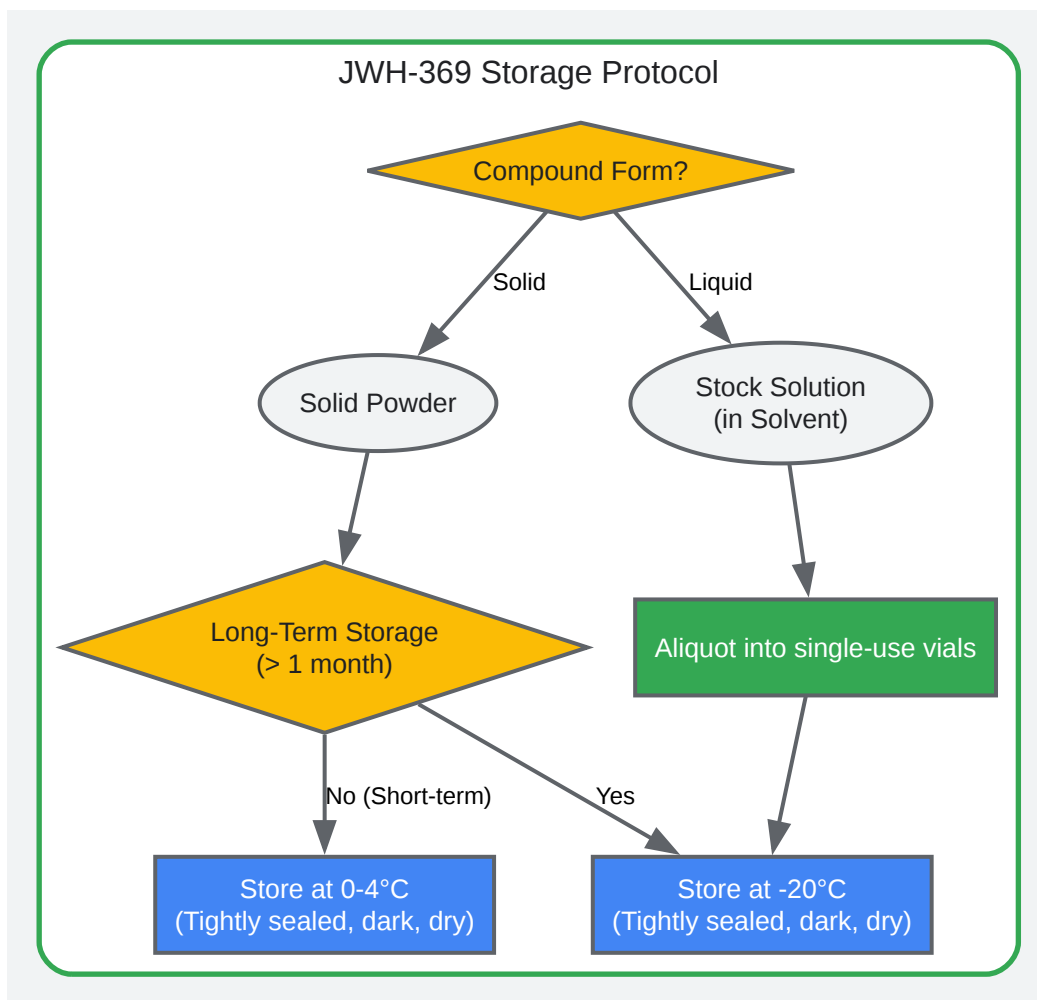 JWH-369 Storage Protocol
Compound Form?
Solid
Liquid
Solid Powder
Stock Solution
(in Solvent)
Long-Term Storage
(> 1 month)
Aliquot into single-use vials
No (Short-term)
Yes
Store at 0-4°C
(Tightly sealed, dark, dry)
Store at -20°C
(Tightly sealed, dark, dry)